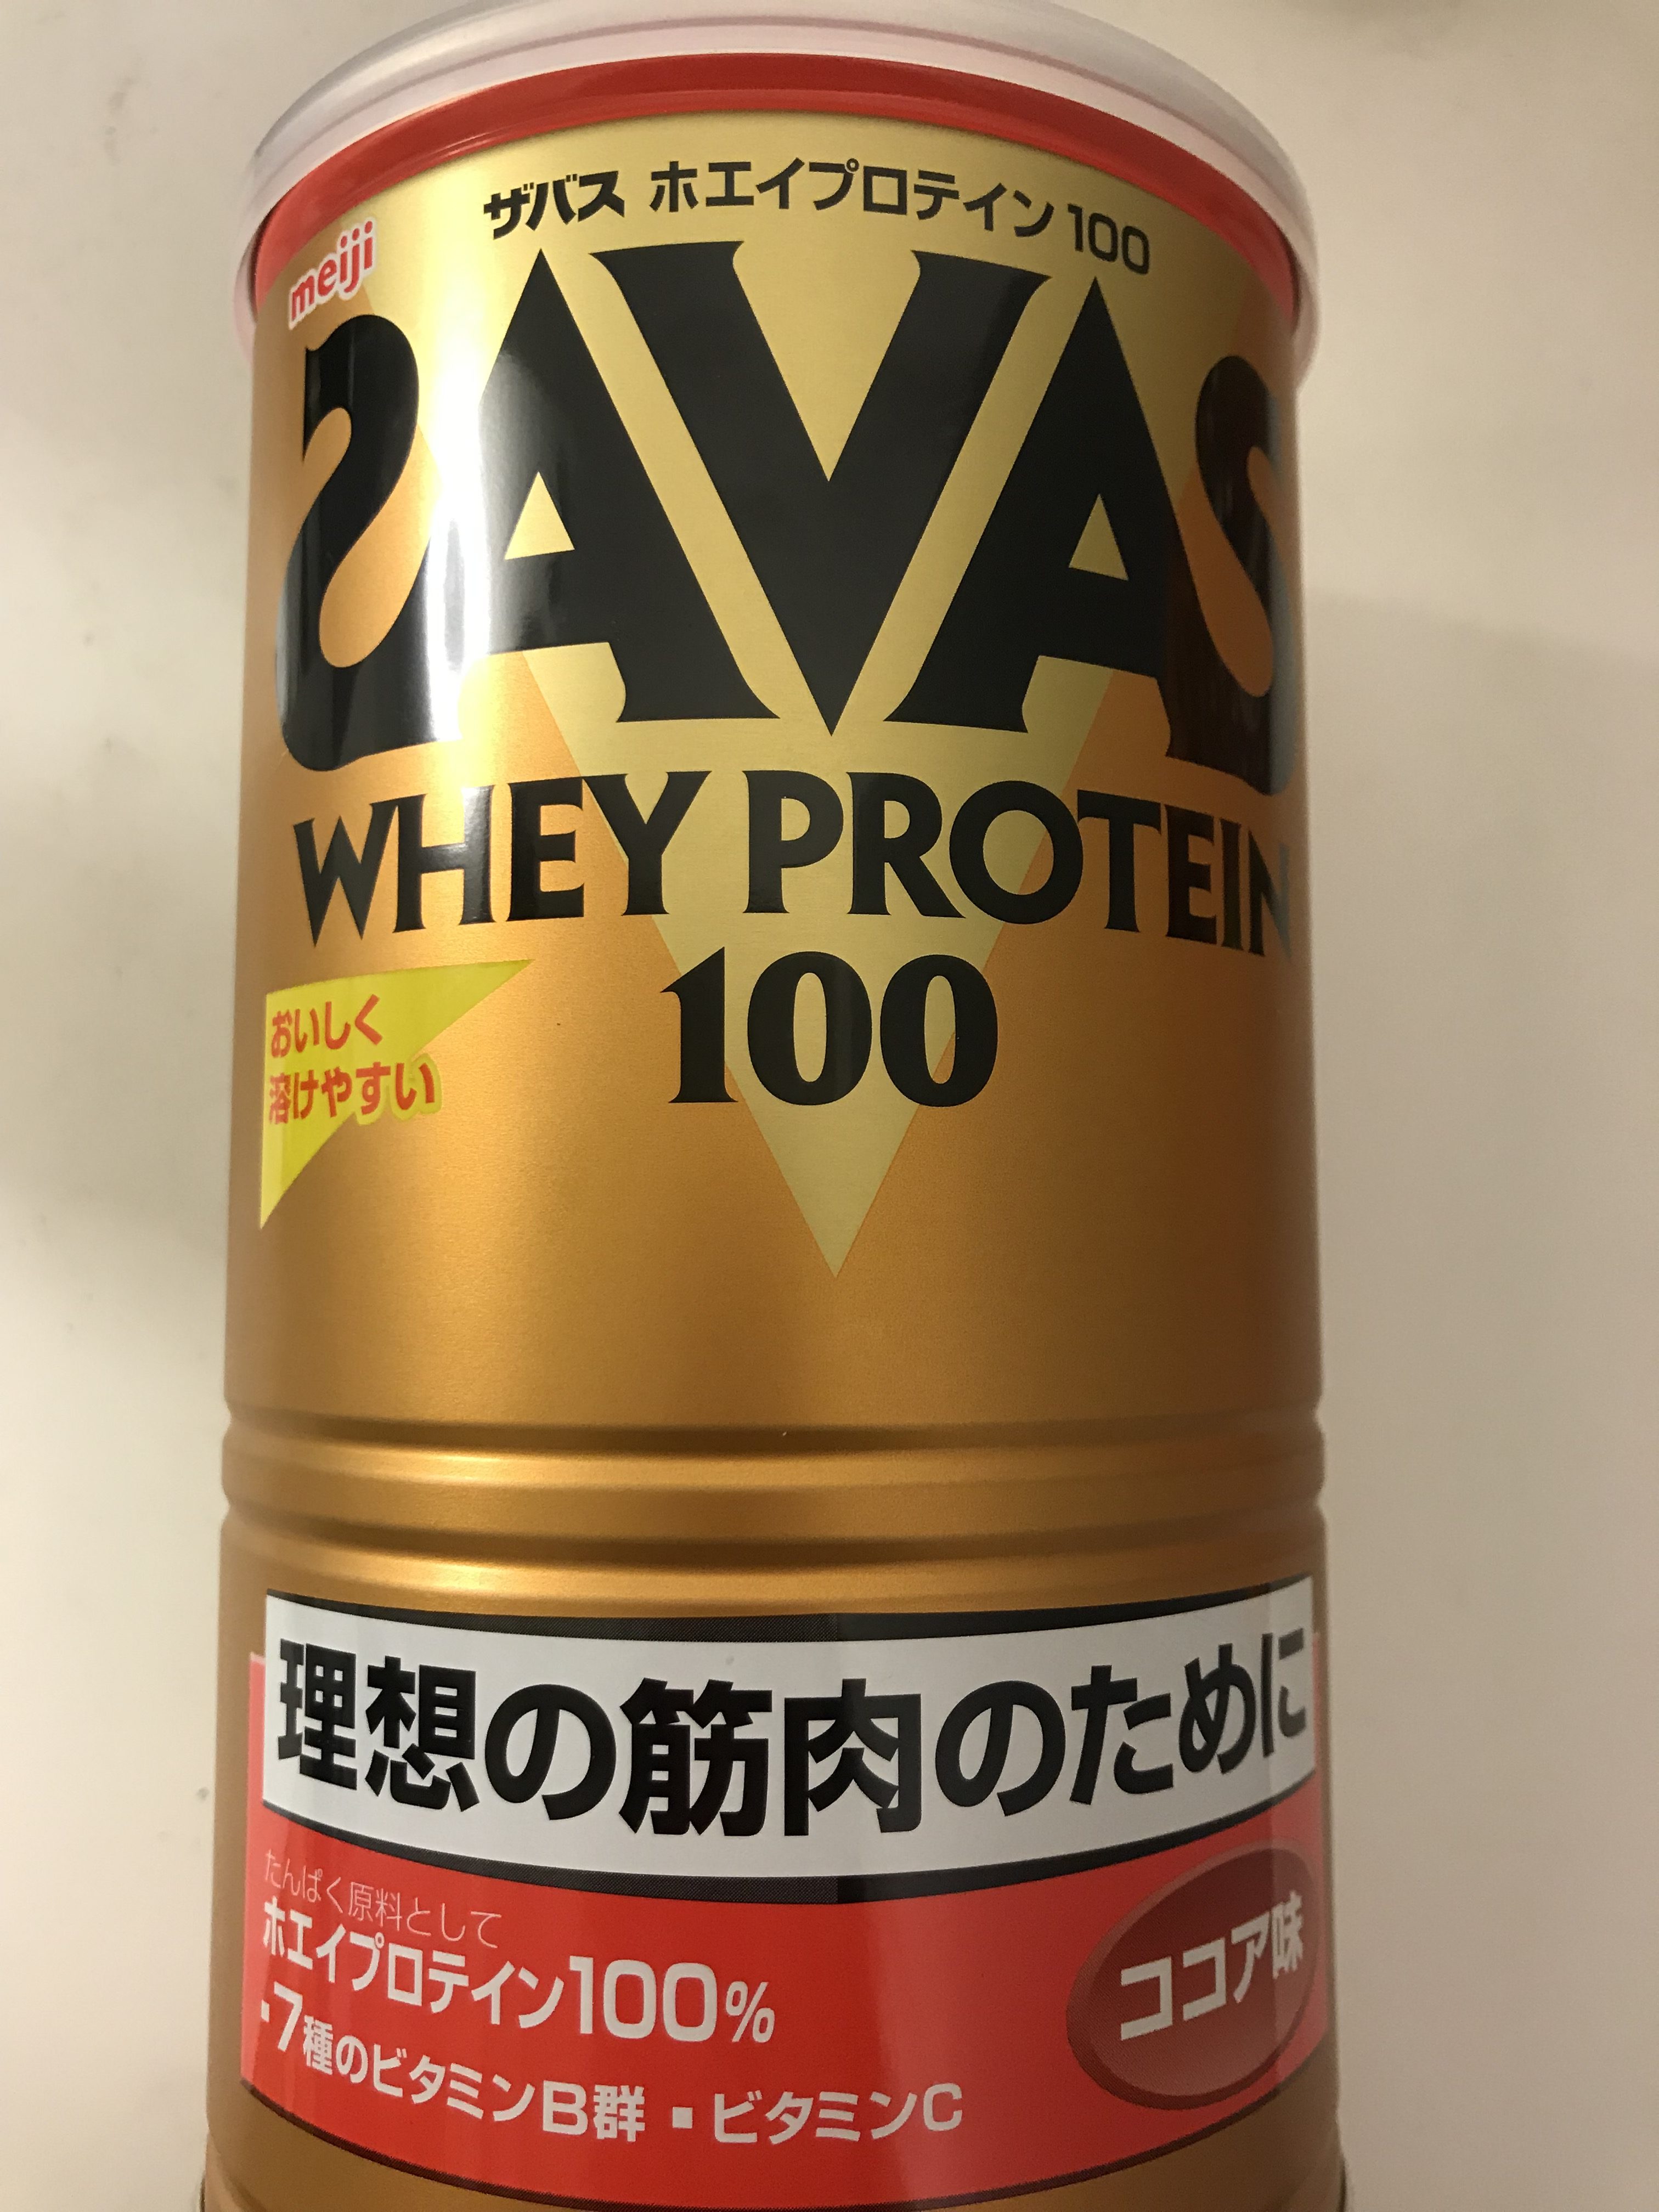 ザバス ホエイプロテイン100
meiji
SAVAS
WHEY PROTEIN
100
おいしく
溶けやすい
理想の筋肉のために
たんぱく原料として
ホエイプロテイン100%
・7種のビタミンB群・ビタミンC
ココア味